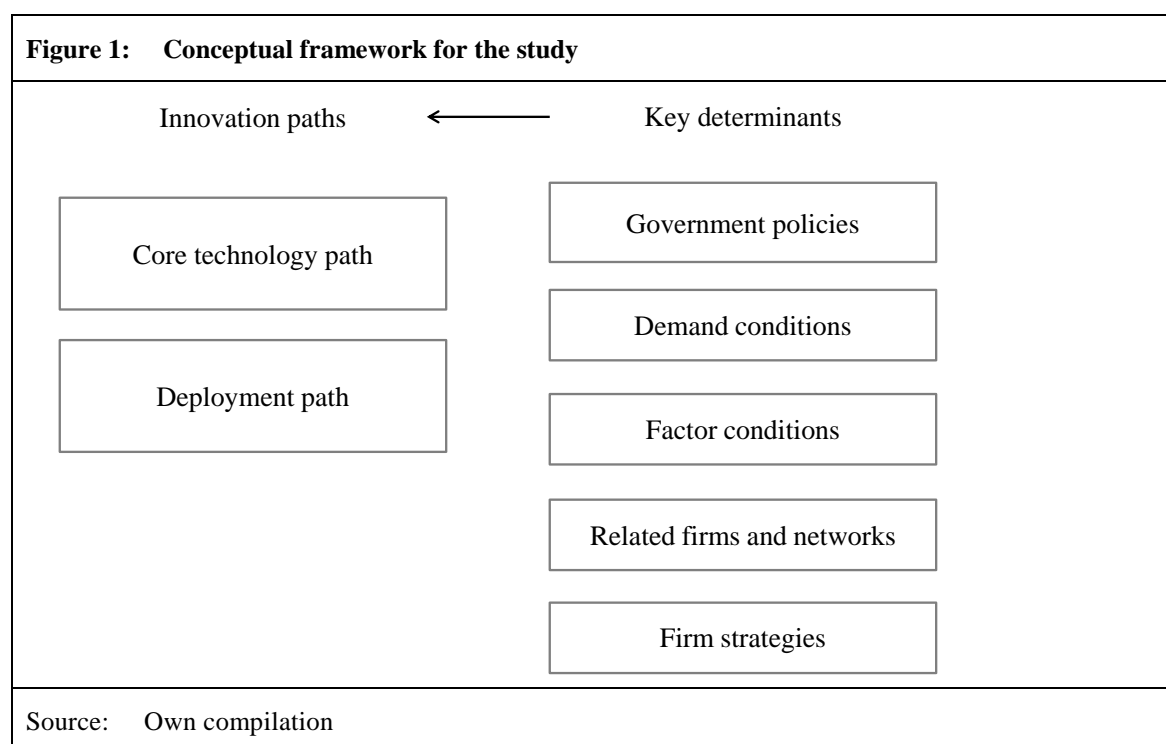 Figure 1: Conceptual framework for the study
Innovation paths
Key determinants
Core technology path
Deployment path
Government policies
Demand conditions
Factor conditions
Related firms and networks
Firm strategies
Source: Own compilation